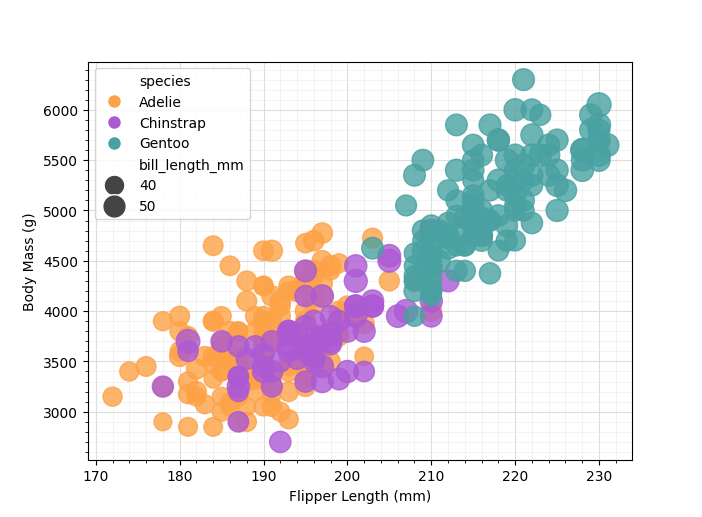 species
Adelie
Chinstrap
Gentoo
bill_length_mm
40
50
6000
5500
5000
4500
4000
3500
3000
Body Mass (g)
170 180 190 200 210 220 230
Flipper Length (mm)